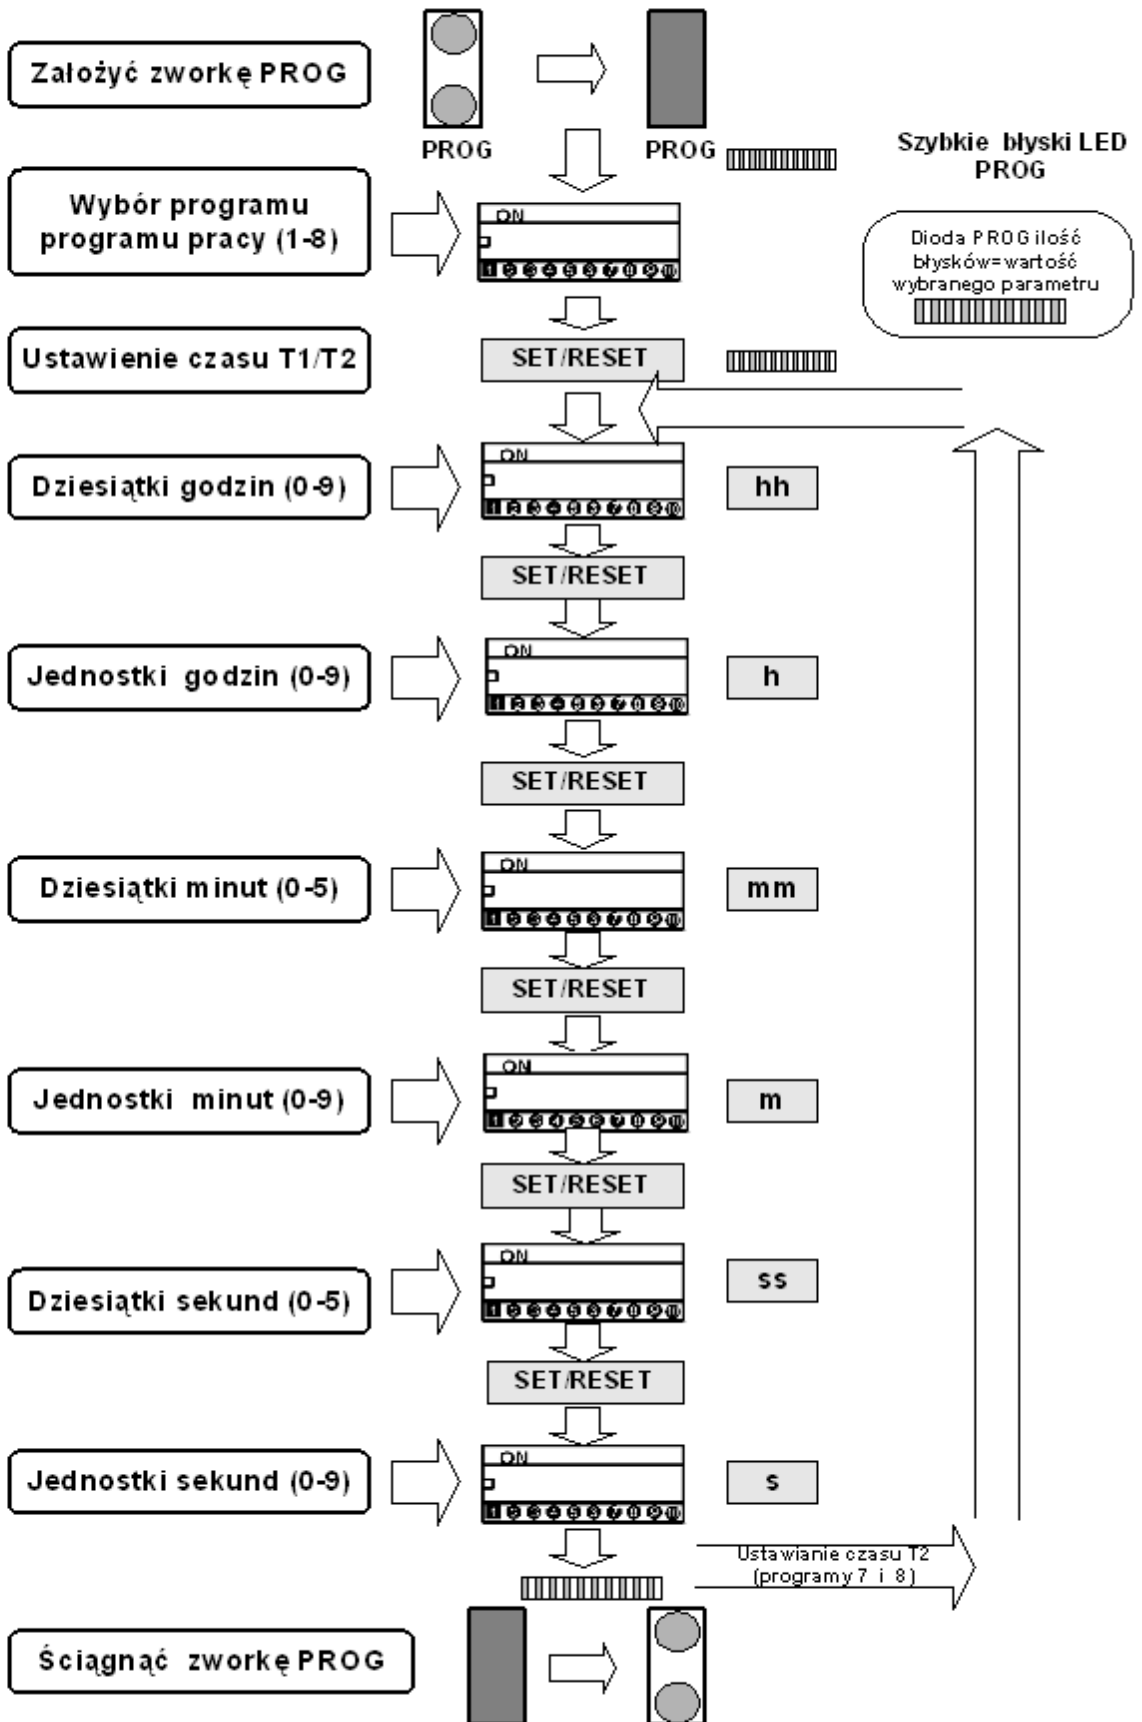 Założyć zworkę PROG
PROG
PROG
Szybkie błyski LED
PROG
Wybór programu
programu pracy (1-8)
ON
Dioda PROG ilość
błysków=wartość
wybranego parametru
Ustawienie czasu T1/T2
SET/RESET
Dziesiątki godzin (0-9)
ON
hh
SET/RESET
Jednostki godzin (0-9)
ON
h
SET/RESET
Dziesiątki minut (0-5)
ON
mm
SET/RESET
Jednostki minut (0-9)
ON
m
SET/RESET
Dziesiątki sekund (0-5)
ON
ss
SET/RESET
Jednostki sekund (0-9)
ON
s
Ustawianie czasu T2
(programy 7 i 8)
Ściągnąć zworkę PROG